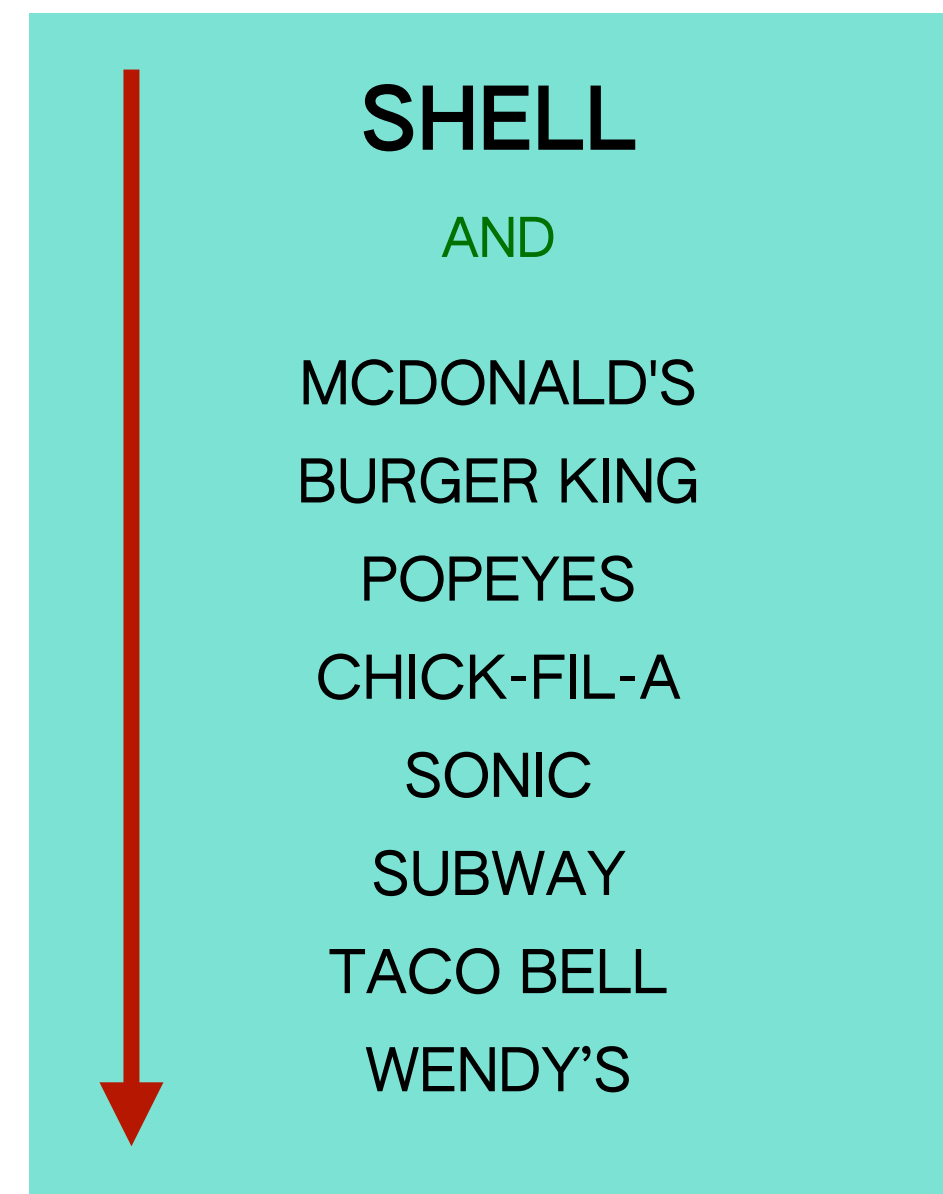 SHELL
AND
MCDONALD'S
BURGER KING
POPEYES
CHICK-FIL-A
SONIC
SUBWAY
TACO BELL
WENDY’S